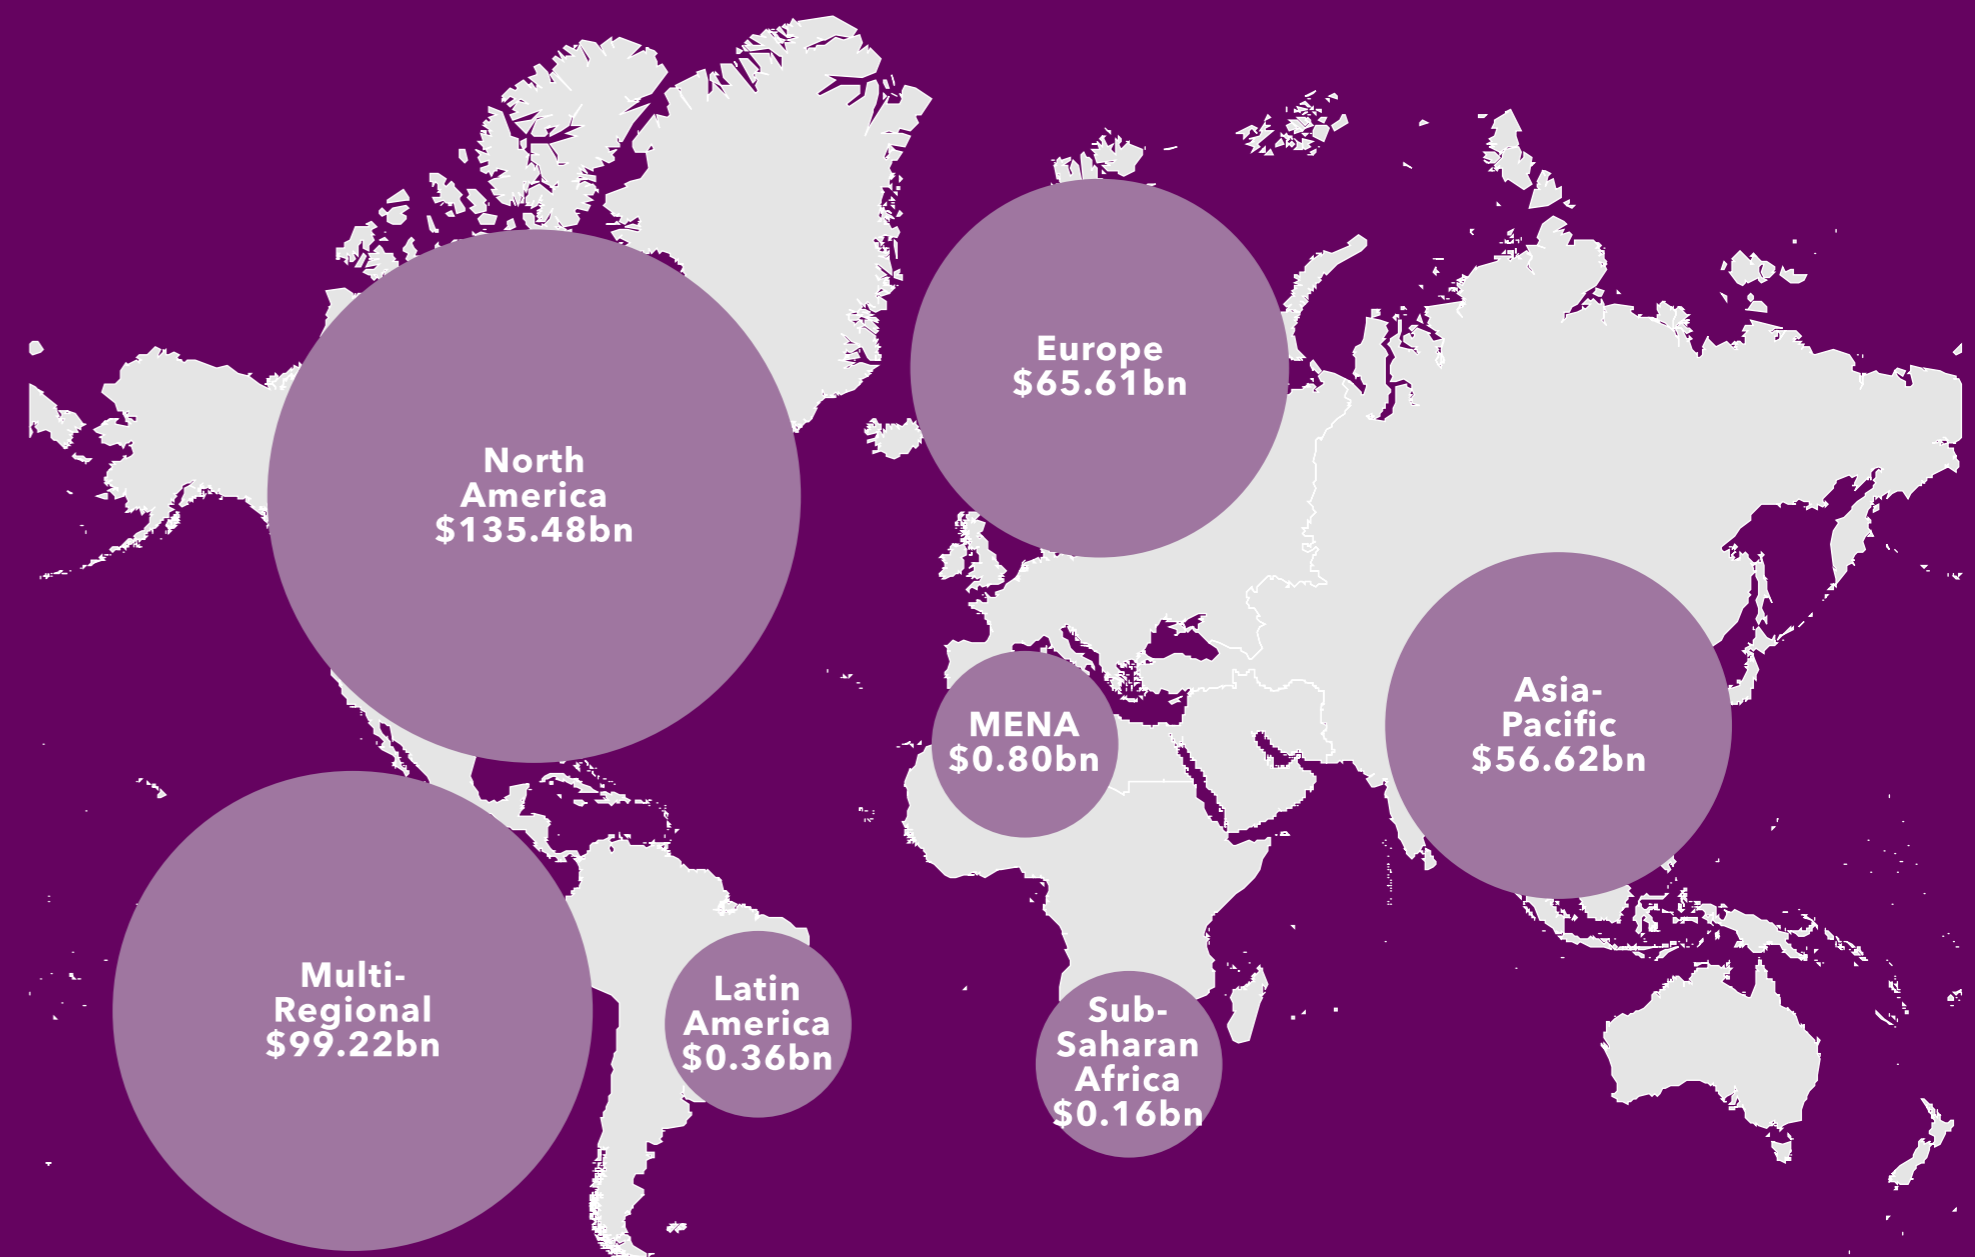 Europe
$65.61bn
North
America
$135.48bn
Asia-
Pacific
$56.62bn
MENA
$0.80bn
Multi-
Regional
$99.22bn
Latin
America
$0.36bn
Sub-
Saharan
Africa
$0.16bn